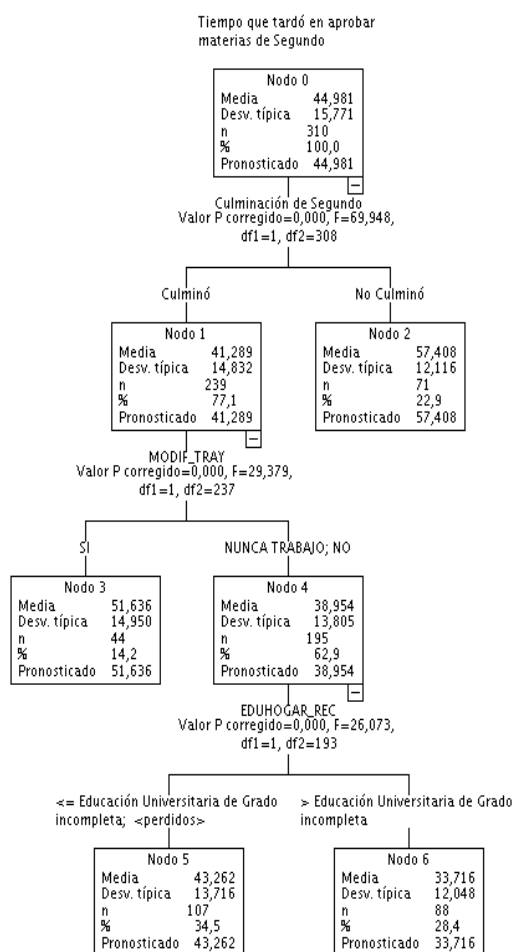 Tiempo que tardó en aprobar
materias de Segundo
Nodo 0
Media 44,981
Desv. típica 15,771
n 310
% 100,0
Pronosticado 44,981
Culminación de Segundo
Valor P corregido=0,000, F=69,948,
df1=1, df2=308
Culminó
No Culminó
Nodo 1
Media 41,289
Desv. típica 14,832
n 239
% 77,1
Pronosticado 41,289
Nodo 2
Media 57,408
Desv. típica 12,116
n 71
% 22,9
Pronosticado 57,408
MODIF_TRAY
Valor P corregido=0,000, F=29,379,
df1=1, df2=237
SI
NUNCA TRABAJO; NO
Nodo 3
Media 51,636
Desv. típica 14,950
n 44
% 14,2
Pronosticado 51,636
Nodo 4
Media 38,954
Desv. típica 13,805
n 195
% 62,9
Pronosticado 38,954
EDUHOGAR_REC
Valor P corregido=0,000, F=26,073,
df1=1, df2=193
<= Educación Universitaria de Grado
incompleta; <perdidos>
> Educación Universitaria de Grado
incompleta
Nodo 5
Media 43,262
Desv. típica 13,716
n 107
% 34,5
Pronosticado 43,262
Nodo 6
Media 33,716
Desv. típica 12,048
n 88
% 28,4
Pronosticado 33,716